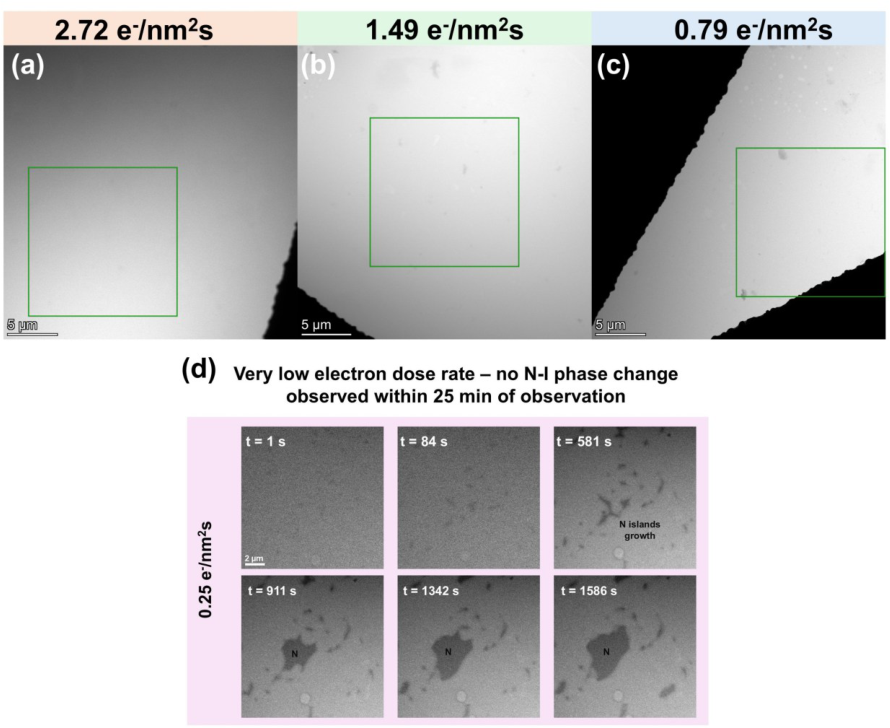 2.72 e⁻/nm²s
1.49 e⁻/nm²s
0.79 e⁻/nm²s
(a)
(b)
(c)
5 µm
5 µm
5 µm
(d) Very low electron dose rate – no N-I phase change
observed within 25 min of observation
0.25 e⁻/nm²s
t = 1 s
t = 84 s
t = 581 s
2 µm
N islands
growth
t = 911 s
t = 1342 s
t = 1586 s
N
N
N